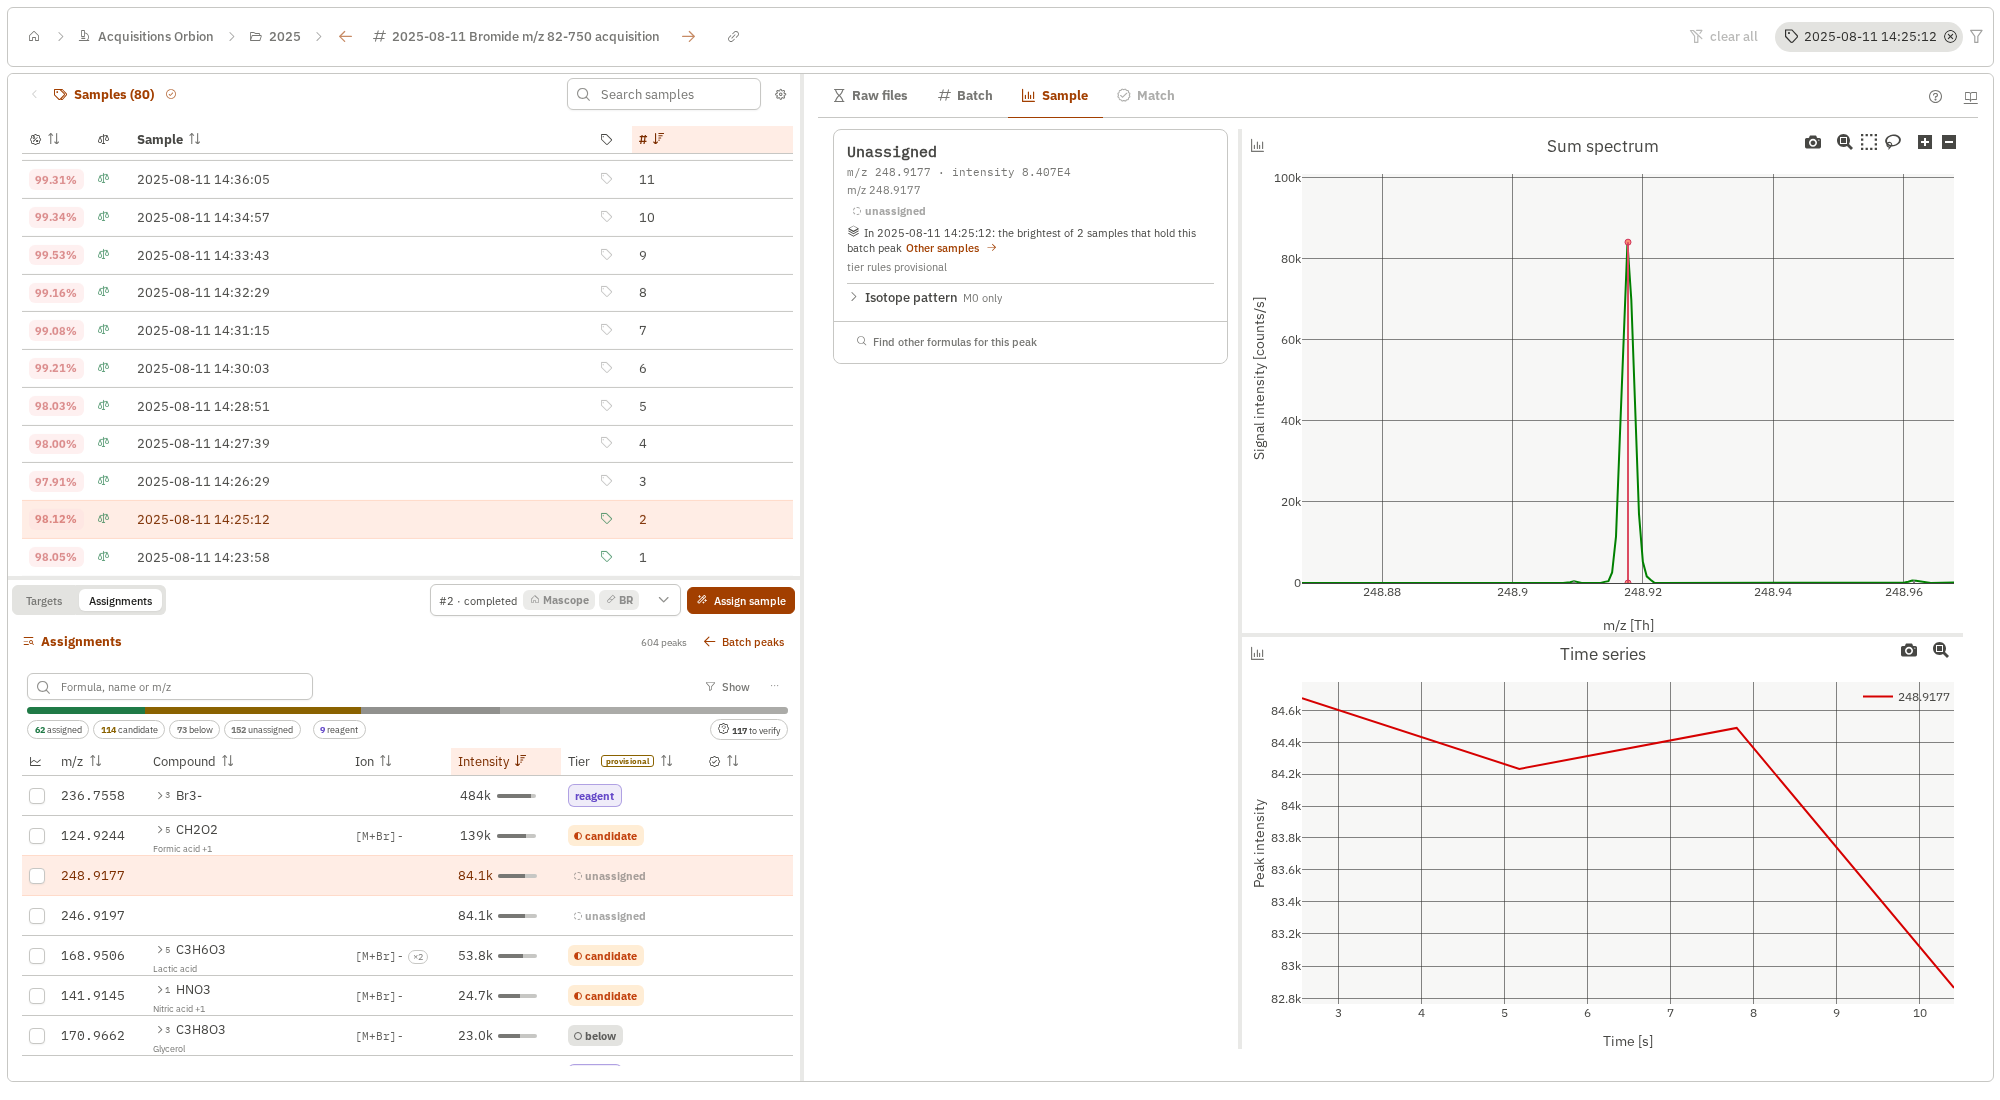 Acquisitions Orbion
2025
# 2025-08-11 Bromide m/z 82-750 acquisition
clear all
2025-08-11 14:25:12
Samples (80)
Search samples
Sample
#
99.31% 2025-08-11 14:36:05 11
99.34% 2025-08-11 14:34:57 10
99.53% 2025-08-11 14:33:43 9
99.16% 2025-08-11 14:32:29 8
99.08% 2025-08-11 14:31:15 7
99.21% 2025-08-11 14:30:03 6
98.03% 2025-08-11 14:28:51 5
98.00% 2025-08-11 14:27:39 4
97.91% 2025-08-11 14:26:29 3
98.12% 2025-08-11 14:25:12 2
98.05% 2025-08-11 14:23:58 1
Targets Assignments
#2 · completed Mascope BR
Assign sample
Assignments
604 peaks
Batch peaks
Formula, name or m/z
Show ...
62 assigned 114 candidate 73 below 152 unassigned 9 reagent 117 to verify
m/z Compound Ion Intensity Tier provisional
236.7558 3 Br3- 484k reagent
124.9244 5 CH2O2 [M+Br]- 139k candidate
Formic acid +1
248.9177 84.1k unassigned
246.9197 84.1k unassigned
168.9506 5 C3H6O3 [M+Br]- ×2 53.8k candidate
Lactic acid
141.9145 1 HNO3 [M+Br]- 24.7k candidate
Nitric acid +1
170.9662 3 C3H8O3 [M+Br]- 23.0k below
Glycerol
Raw files # Batch Sample Match
Unassigned
m/z 248.9177 · intensity 8.407E4
m/z 248.9177
unassigned
In 2025-08-11 14:25:12: the brightest of 2 samples that hold this
batch peak Other samples →
tier rules provisional
Isotope pattern M0 only
Find other formulas for this peak
Sum spectrum
Signal intensity [counts/s]
100k
80k
60k
40k
20k
0
248.88 248.9 248.92 248.94 248.96
m/z [Th]
Time series
248.9177
Peak intensity
84.6k
84.4k
84.2k
84k
83.8k
83.6k
83.4k
83.2k
83k
82.8k
3 4 5 6 7 8 9 10
Time [s]